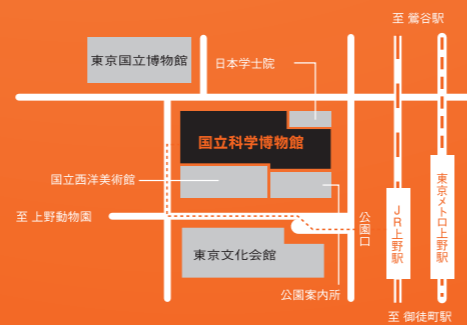 至 鶯谷駅
東京国立博物館
日本学士院
国立科学博物館
国立西洋美術館
至 上野動物園
公園口
JR上野駅
東京メトロ上野駅
東京文化会館
公園案内所
至 御徒町駅